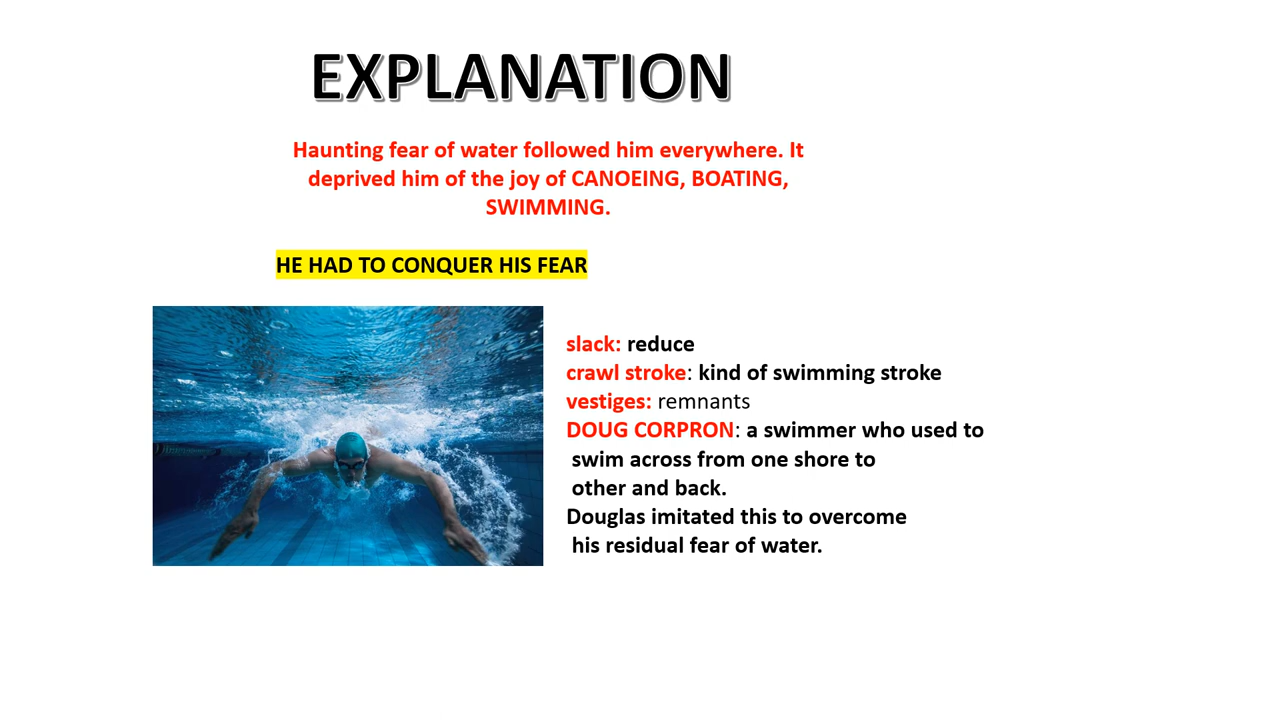 EXPLANATION
Haunting fear of water followed him everywhere. It
deprived him of the joy of CANOEING, BOATING,
SWIMMING.
HE HAD TO CONQUER HIS FEAR
slack: reduce
crawl stroke: kind of swimming stroke
vestiges: remnants
DOUG CORPRON: a swimmer who used to
swim across from one shore to
other and back.
Douglas imitated this to overcome
his residual fear of water.